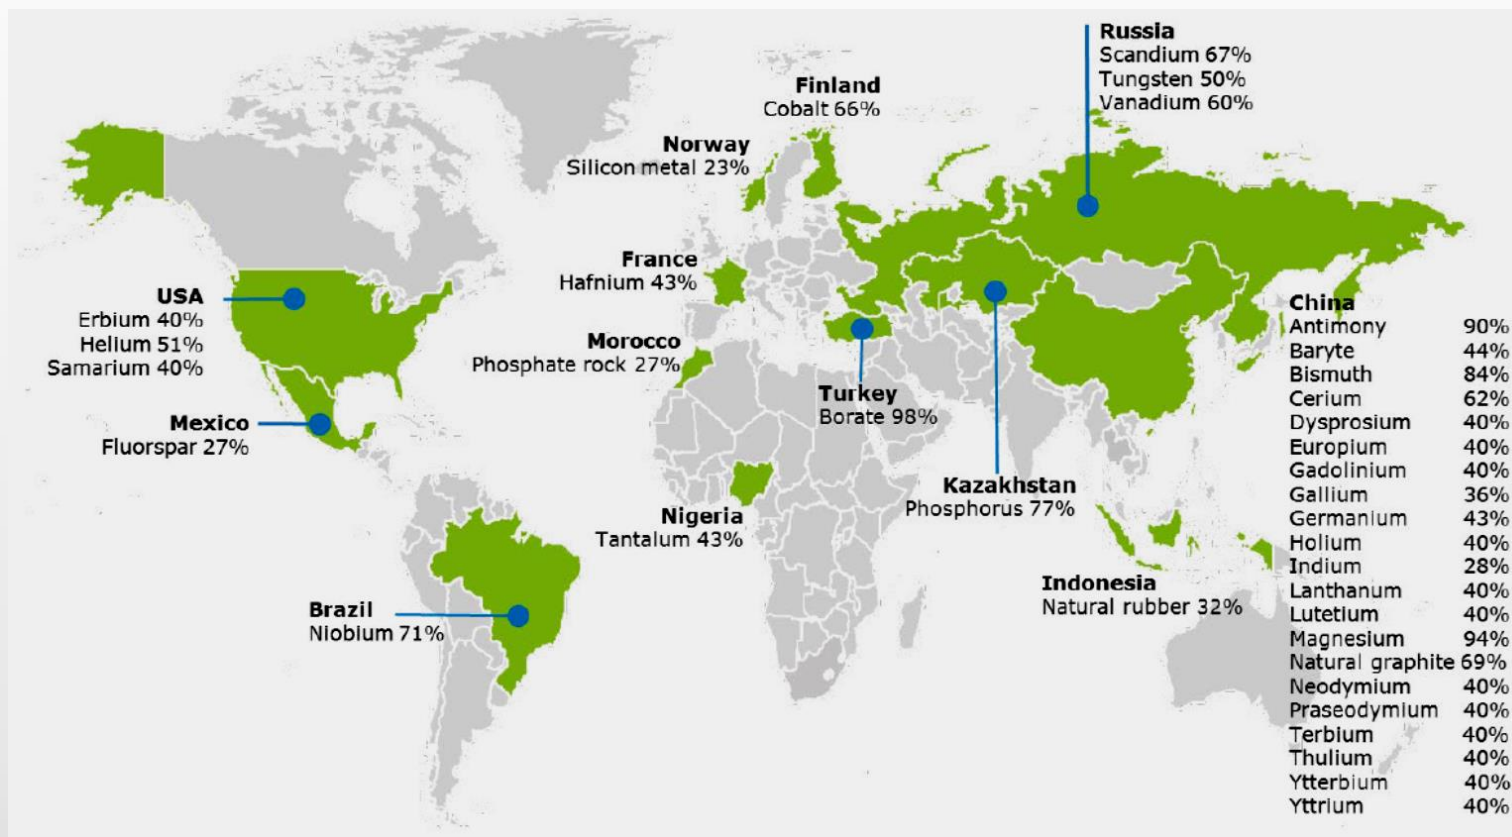 Russia
Scandium 67%
Tungsten 50%
Vanadium 60%
Finland
Cobalt 66%
Norway
Silicon metal 23%
France
Hafnium 43%
USA
Erbium 40%
Helium 51%
Samarium 40%
Morocco
Phosphate rock 27%
Mexico
Fluorspar 27%
Turkey
Borate 98%
Kazakhstan
Phosphorus 77%
Nigeria
Tantalum 43%
Brazil
Niobium 71%
Indonesia
Natural rubber 32%
China
Antimony 90%
Baryte 44%
Bismuth 84%
Cerium 62%
Dysprosium 40%
Europium 40%
Gadolinium 40%
Gallium 36%
Germanium 43%
Holium 40%
Indium 28%
Lanthanum 40%
Lutetium 40%
Magnesium 94%
Natural graphite 69%
Neodymium 40%
Praseodymium 40%
Terbium 40%
Thulium 40%
Ytterbium 40%
Yttrium 40%